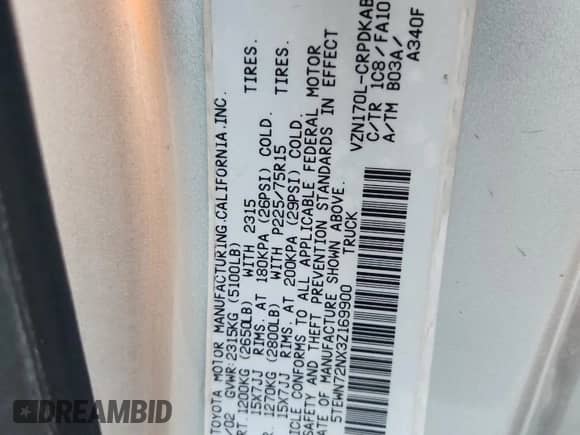 TOYOTA MOTOR MANUFACTURING.CALIFORNIA.INC.
/02 GVWR:2315KG (5100LB)
RT.1200KG (2650LB) WITH 2315 TIRES.
15X7JJ RIMS. AT 180KPA (26PSI) COLD.
1270KG (2800LB) WITH P225/75R15 TIRES.
15X7JJ RIMS. AT 200KPA (29PSI) COLD.
ICLE CONFORMS TO ALL APPLICABLE FEDERAL MOTOR
SAFETY AND THEFT PREVENTION STANDARDS IN EFFECT
OF MANUFACTURE SHOWN ABOVE.
5TEWN72NX3Z169900 TRUCK
VZN170L-CRPDKAB
C/TR 1C8/FA10
A/TM B03A/
A340F
DEALERSHIP COPILOT